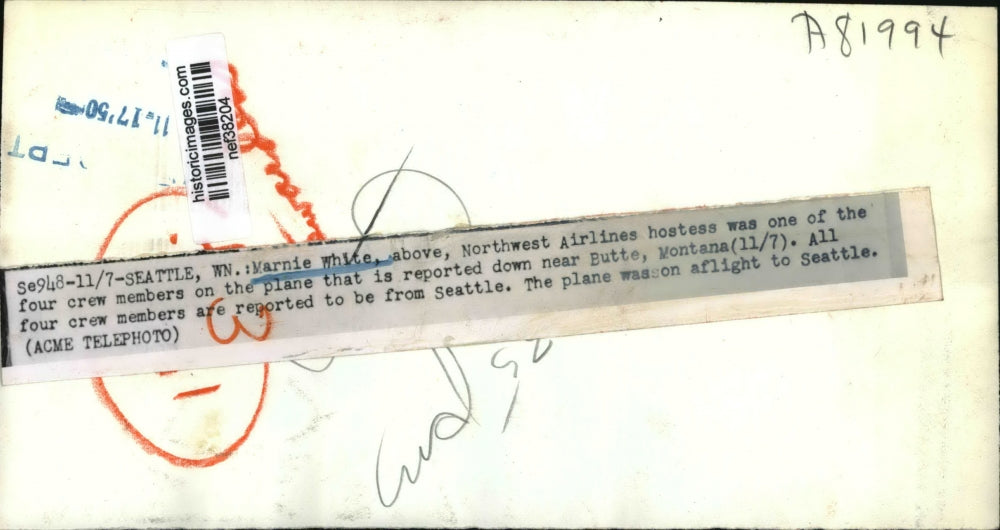 A81994
historicimages.com
nef38204
11-17'50
Se948-11/7-SEATTLE, WN.:Marnie White, above, Northwest Airlines hostess was one of the
four crew members on the plane that is reported down near Butte, Montana(11/7). All
four crew members are reported to be from Seattle. The plane wasson aflight to Seattle.
(ACME TELEPHOTO)
3